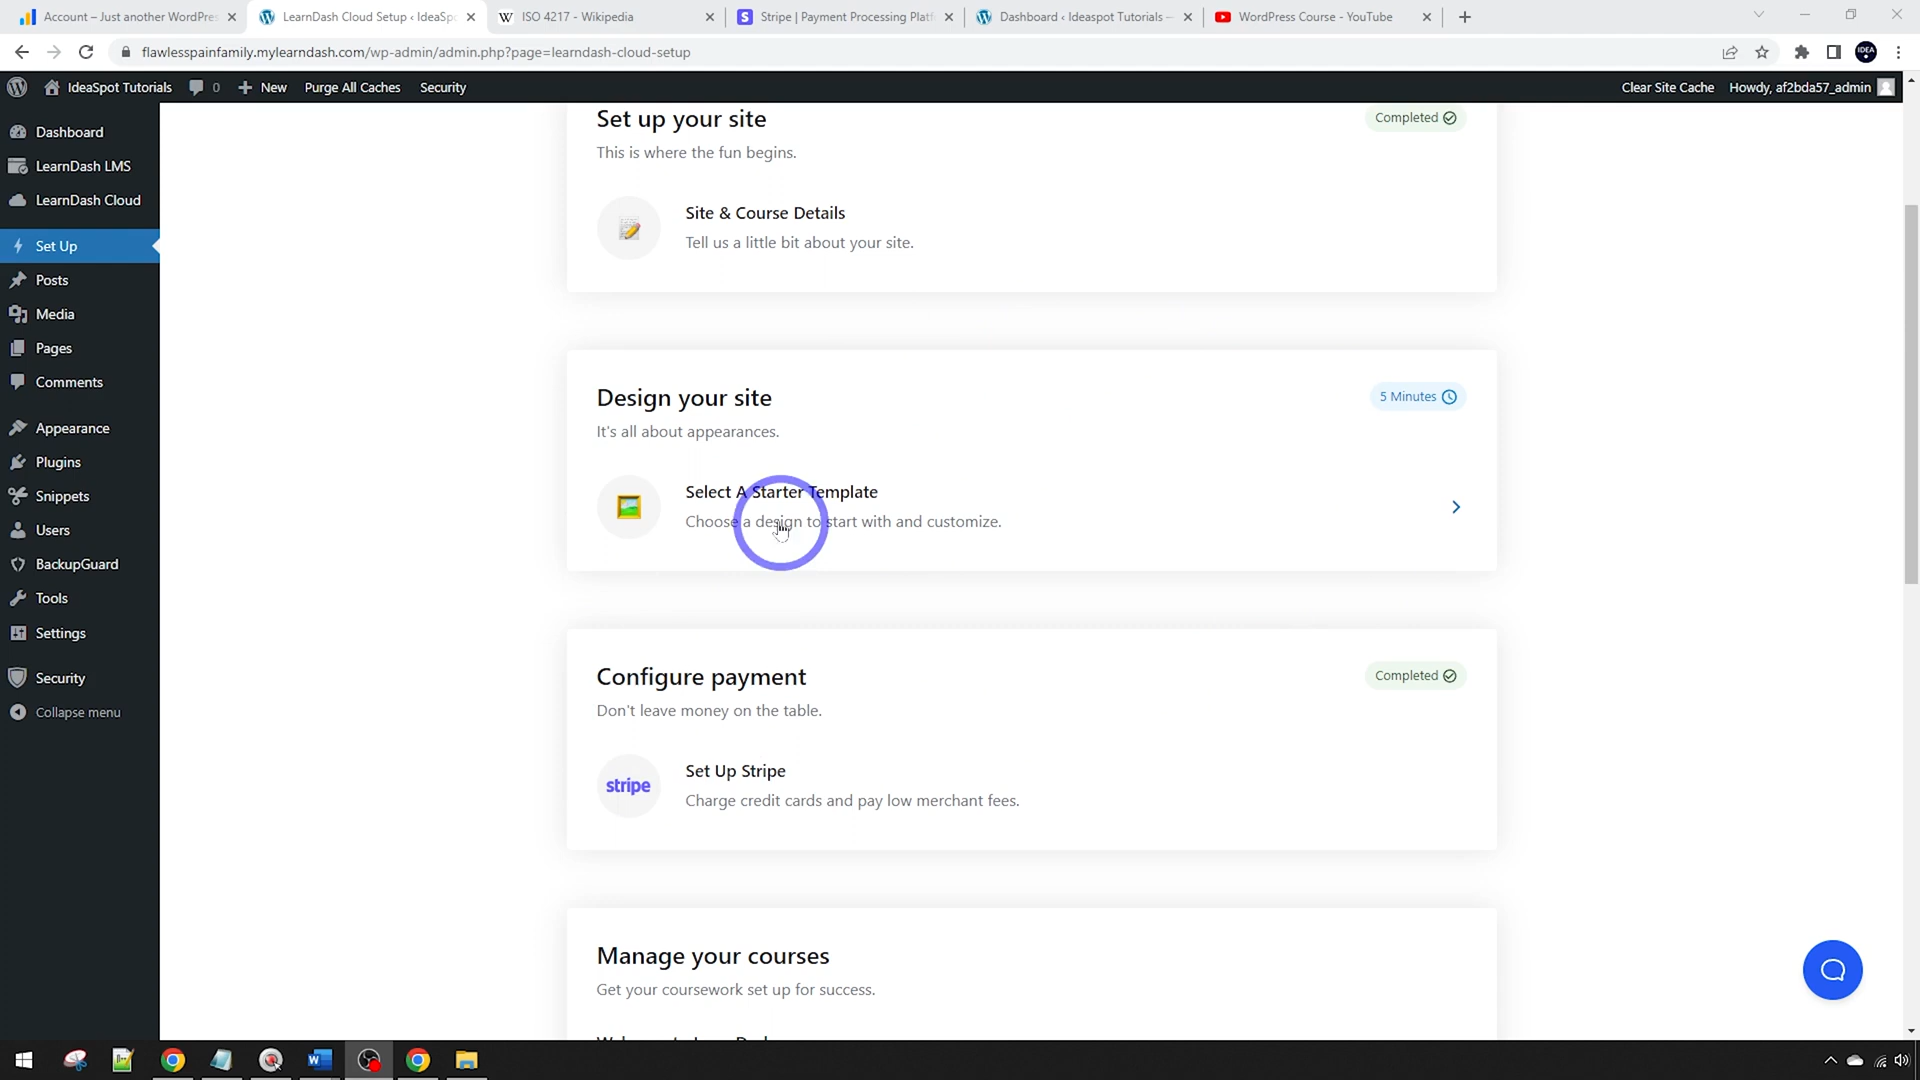 Account – Just another WordPres
LearnDash Cloud Setup ‹ IdeaSpo
ISO 4217 - Wikipedia
Stripe | Payment Processing Platf
Dashboard ‹ Ideaspot Tutorials —
WordPress Course - YouTube
flawlesspainfamily.mylearndash.com/wp-admin/admin.php?page=learndash-cloud-setup
IDEA
IdeaSpot Tutorials
0
New
Purge All Caches
Security
Clear Site Cache
Howdy, af2bda57_admin
Dashboard
LearnDash LMS
LearnDash Cloud
Set Up
Posts
Media
Pages
Comments
Appearance
Plugins
Snippets
Users
BackupGuard
Tools
Settings
Security
Collapse menu
Set up your site
Completed
This is where the fun begins.
Site & Course Details
Tell us a little bit about your site.
Design your site
5 Minutes
It's all about appearances.
Select A Starter Template
Choose a design to start with and customize.
Configure payment
Completed
Don't leave money on the table.
stripe
Set Up Stripe
Charge credit cards and pay low merchant fees.
Manage your courses
Get your coursework set up for success.